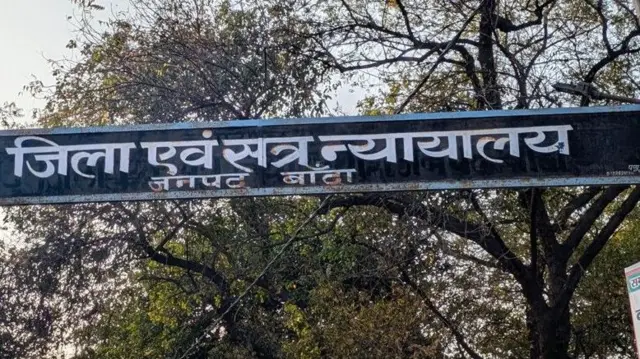 जिला एवं सत्र न्यायालय
जनपद बाँदा